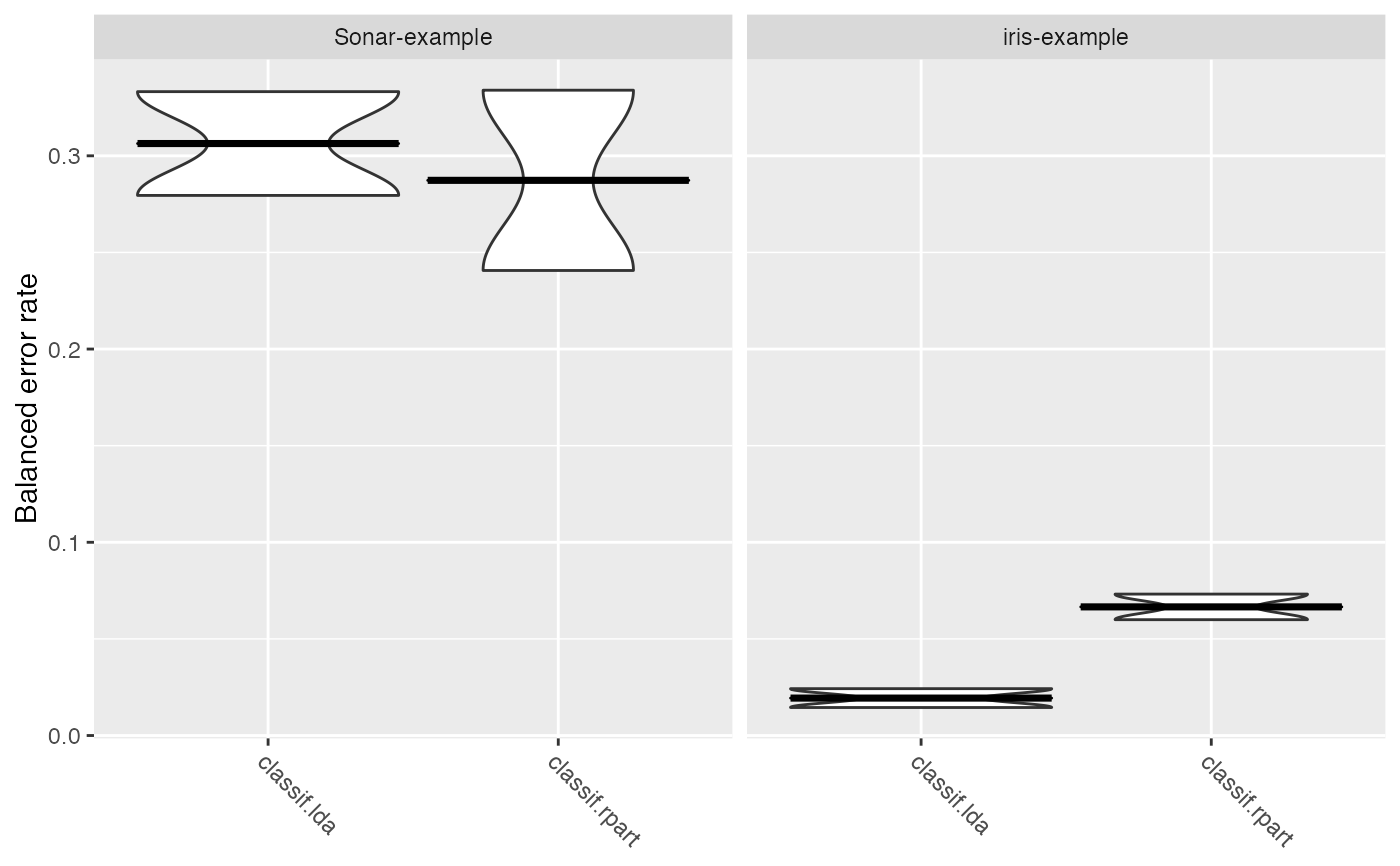 Sonar-example
iris-example
Balanced error rate
0.3
0.2
0.1
0.0
classif.lda
classif.rpart
classif.lda
classif.rpart